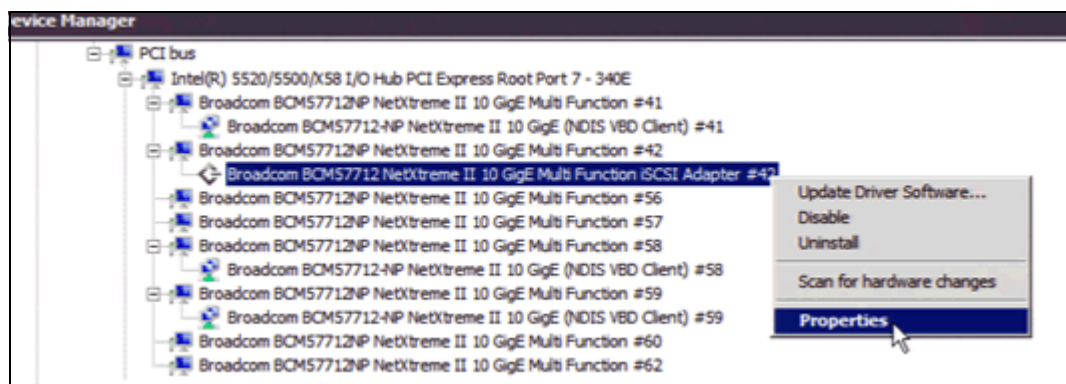 evice Manager
PCI bus
Intel(R) 5520/5500/X58 I/O Hub PCI Express Root Port 7 - 340E
Broadcom BCM57712NP NetXtreme II 10 GigE Multi Function #41
Broadcom BCM57712-NP NetXtreme II 10 GigE (NDIS VBD Client) #41
Broadcom BCM57712NP NetXtreme II 10 GigE Multi Function #42
Broadcom BCM57712 NetXtreme II 10 GigE Multi Function iSCSI Adapter #42
Broadcom BCM57712NP NetXtreme II 10 GigE Multi Function #56
Broadcom BCM57712NP NetXtreme II 10 GigE Multi Function #57
Broadcom BCM57712NP NetXtreme II 10 GigE Multi Function #58
Broadcom BCM57712-NP NetXtreme II 10 GigE (NDIS VBD Client) #58
Broadcom BCM57712NP NetXtreme II 10 GigE Multi Function #59
Broadcom BCM57712-NP NetXtreme II 10 GigE (NDIS VBD Client) #59
Broadcom BCM57712NP NetXtreme II 10 GigE Multi Function #60
Broadcom BCM57712NP NetXtreme II 10 GigE Multi Function #62
Update Driver Software...
Disable
Uninstall
Scan for hardware changes
Properties